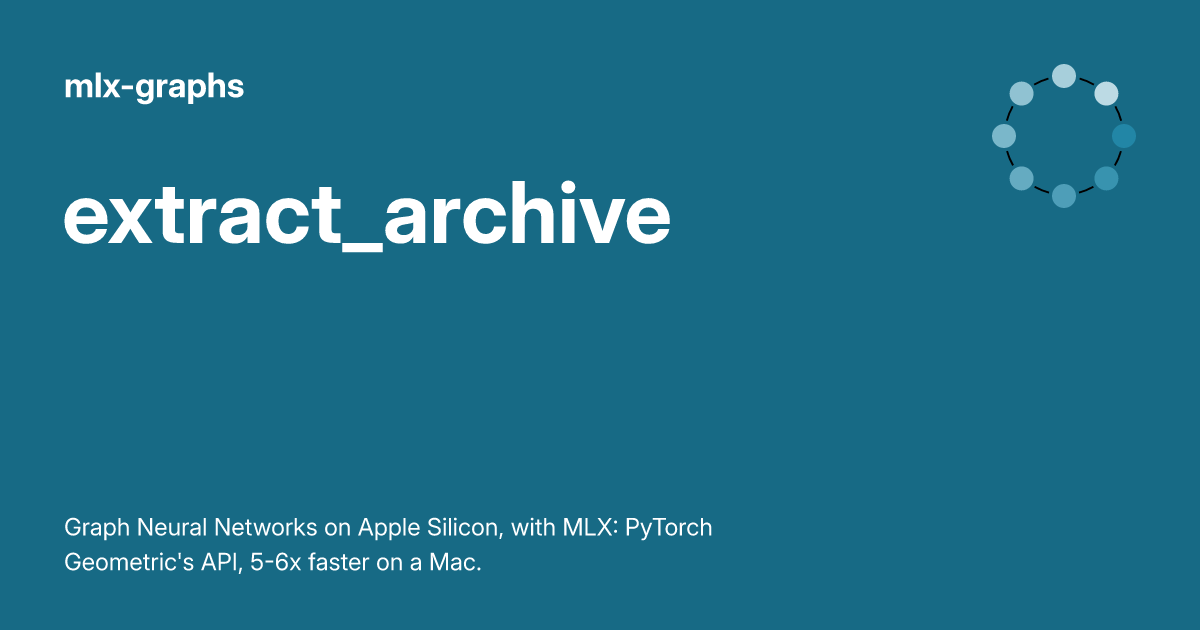 mlx-graphs
extract_archive
Graph Neural Networks on Apple Silicon, with MLX: PyTorch
Geometric's API, 5-6x faster on a Mac.